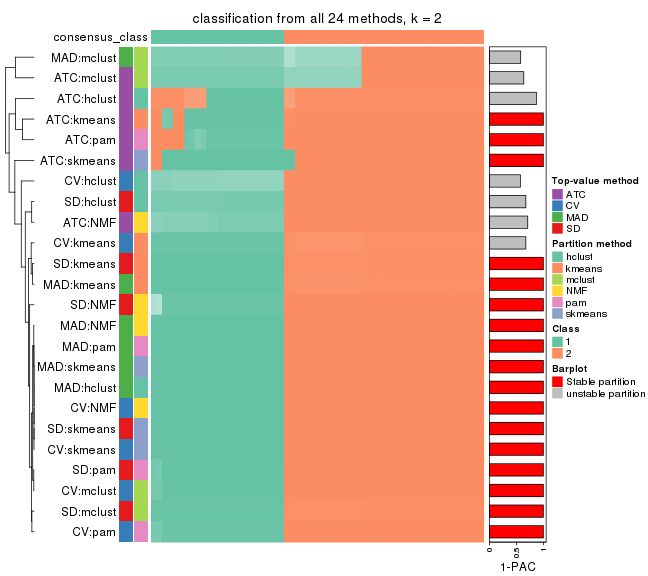 classification from all 24 methods, k = 2
consensus_class
MAD:mclust
ATC:mclust
ATC:hclust
ATC:kmeans
ATC:pam
ATC:skmeans
CV:hclust
SD:hclust
ATC:NMF
CV:kmeans
SD:kmeans
MAD:kmeans
SD:NMF
MAD:NMF
MAD:pam
MAD:skmeans
MAD:hclust
CV:NMF
SD:skmeans
CV:skmeans
SD:pam
CV:mclust
SD:mclust
CV:pam
0
0.5
1
1-PAC
Top-value method
ATC
CV
MAD
SD
Partition method
hclust
kmeans
mclust
NMF
pam
skmeans
Class
1
2
Barplot
Stable partition
unstable partition